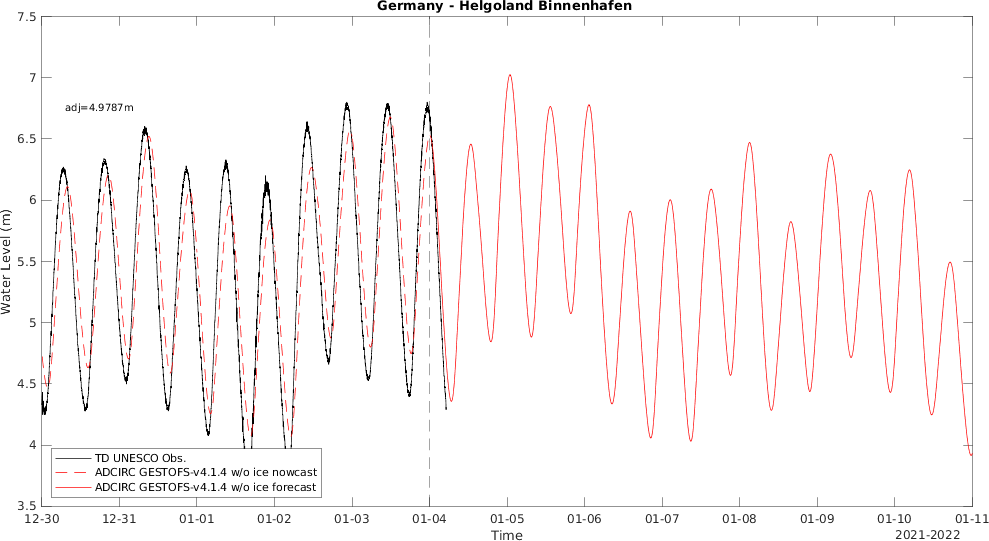 Germany - Helgoland Binnenhafen
7.5
7
6.5
6
5.5
5
4.5
4
3.5
Water Level (m)
adj=4.9787m
TD UNESCO Obs.
ADCIRC GESTOFS-v4.1.4 w/o ice nowcast
ADCIRC GESTOFS-v4.1.4 w/o ice forecast
12-30 12-31 01-01 01-02 01-03 01-04 01-05 01-06 01-07 01-08 01-09 01-10 01-11
Time
2021-2022